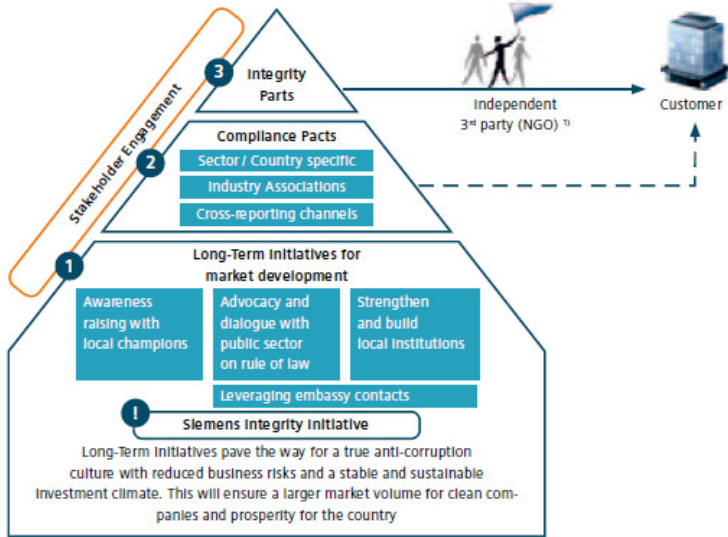 Stakeholder Engagement
3
Integrity
Parts
Independent
3rd party (NGO) 1)
Customer
2
Compliance Pacts
Sector / Country specific
Industry Associations
Cross-reporting channels
1
Long-Term Initiatives for
market development
Awareness
raising with
local champions
Advocacy and
dialogue with
public sector
on rule of law
Strengthen
and build
local institutions
Leveraging embassy contacts
!
Siemens Integrity Initiative
Long-Term Initiatives pave the way for a true anti-corruption
culture with reduced business risks and a stable and sustainable
investment climate. This will ensure a larger market volume for clean com-
panies and prosperity for the country